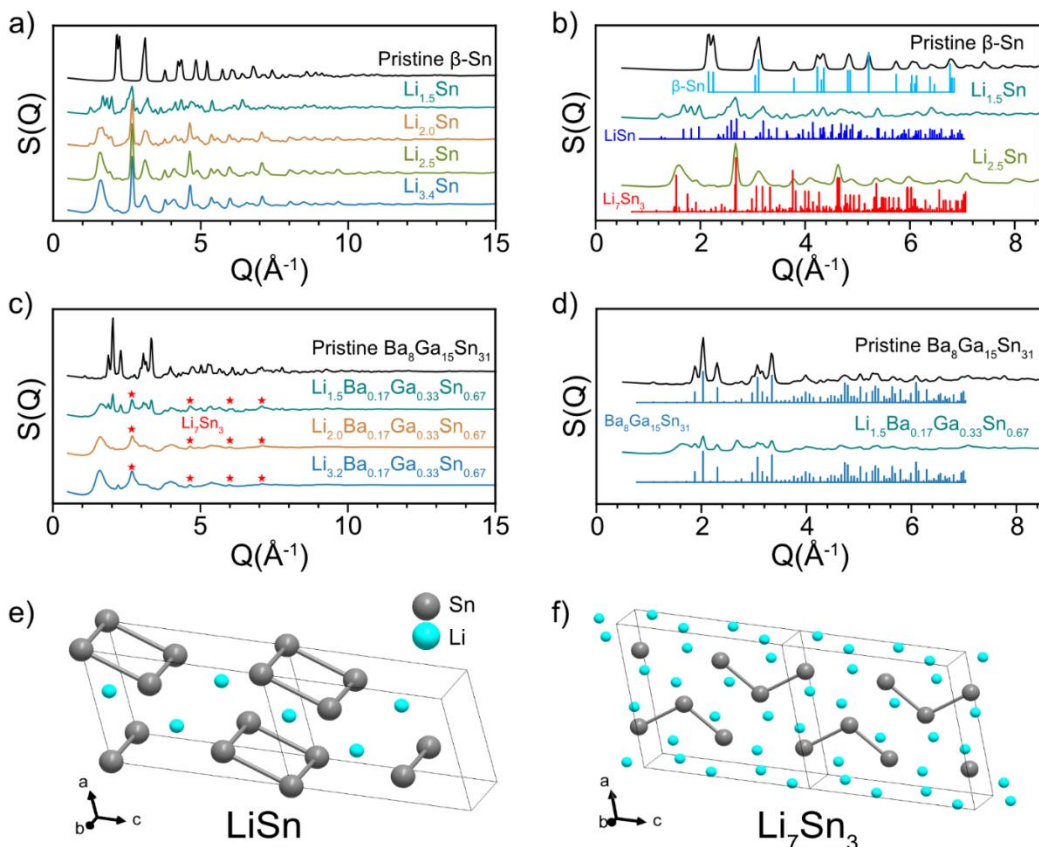 a)
S(Q)
Pristine β-Sn
Li₁.₅Sn
Li₂.₀Sn
Li₂.₅Sn
Li₃.₄Sn
0 5 10 15
Q(Å⁻¹)
b)
S(Q)
Pristine β-Sn
β-Sn
Li₁.₅Sn
LiSn
Li₂.₅Sn
Li₇Sn₃
0 2 4 6 8
Q(Å⁻¹)
c)
S(Q)
Pristine Ba₈Ga₁₅Sn₃₁
Li₁.₅Ba₀.₁₇Ga₀.₃₃Sn₀.₆₇
Li₇Sn₃
Li₂.₀Ba₀.₁₇Ga₀.₃₃Sn₀.₆₇
Li₃.₂Ba₀.₁₇Ga₀.₃₃Sn₀.₆₇
0 5 10 15
Q(Å⁻¹)
d)
S(Q)
Pristine Ba₈Ga₁₅Sn₃₁
Ba₈Ga₁₅Sn₃₁
Li₁.₅Ba₀.₁₇Ga₀.₃₃Sn₀.₆₇
0 2 4 6 8
Q(Å⁻¹)
e)
Sn
Li
a
b
c
LiSn
f)
a
b
c
Li₇Sn₃